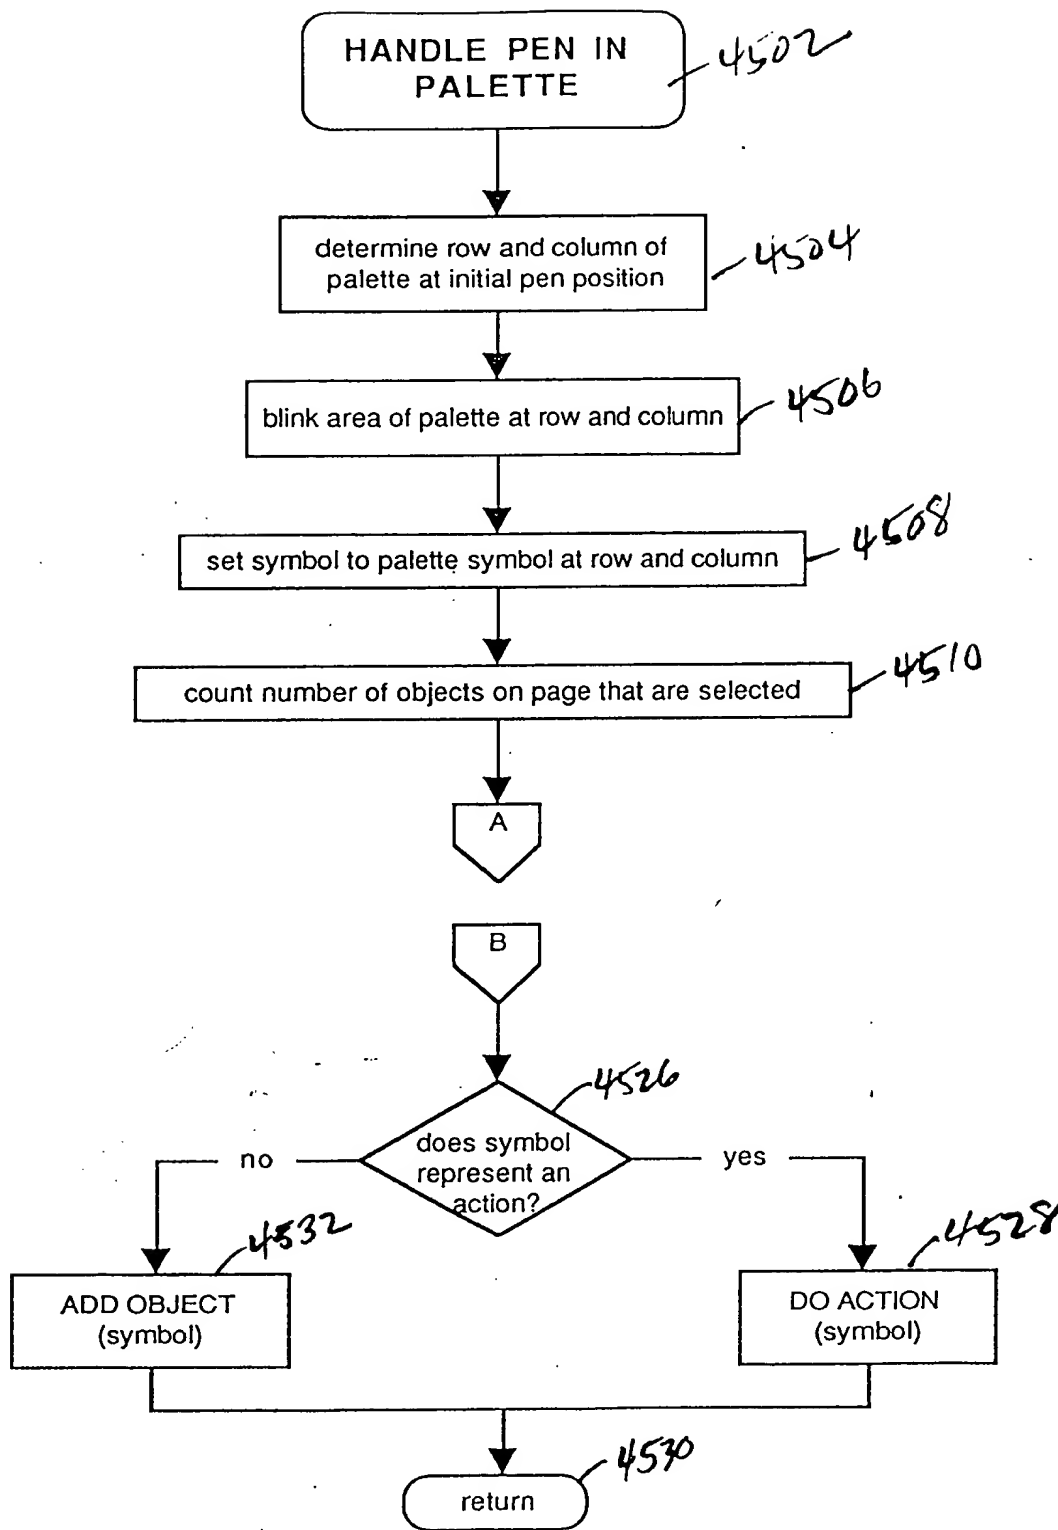 HANDLE PEN IN
PALETTE
4502
determine row and column of
palette at initial pen position
4504
blink area of palette at row and column
4506
set symbol to palette symbol at row and column
4508
count number of objects on page that are selected
4510
A
B
4526
does symbol
represent an
action?
no
yes
4532
4528
ADD OBJECT
(symbol)
DO ACTION
(symbol)
4530
return